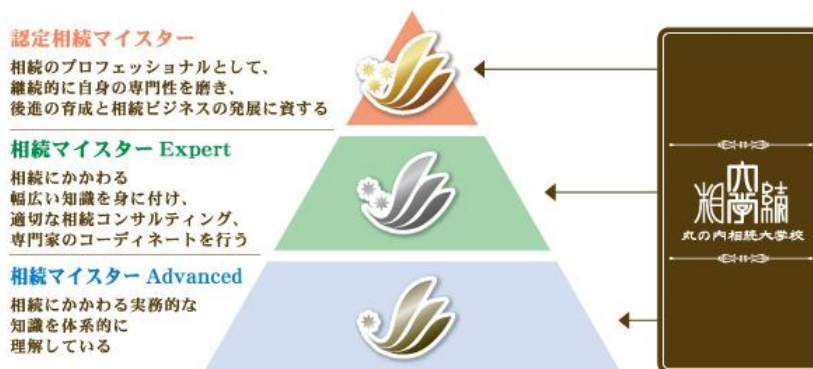 認定相続マイスター
相続のプロフェッショナルとして、
継続的に自身の専門性を磨き、
後進の育成と相続ビジネスの発展に資する
相続マイスター Expert
相続にかかわる
幅広い知識を身に付け、
適切な相続コンサルティング、
専門家のコーディネートを行う
相続マイスター Advanced
相続にかかわる実務的な
知識を体系的に
理解している
相続大学
丸の内相続大学校